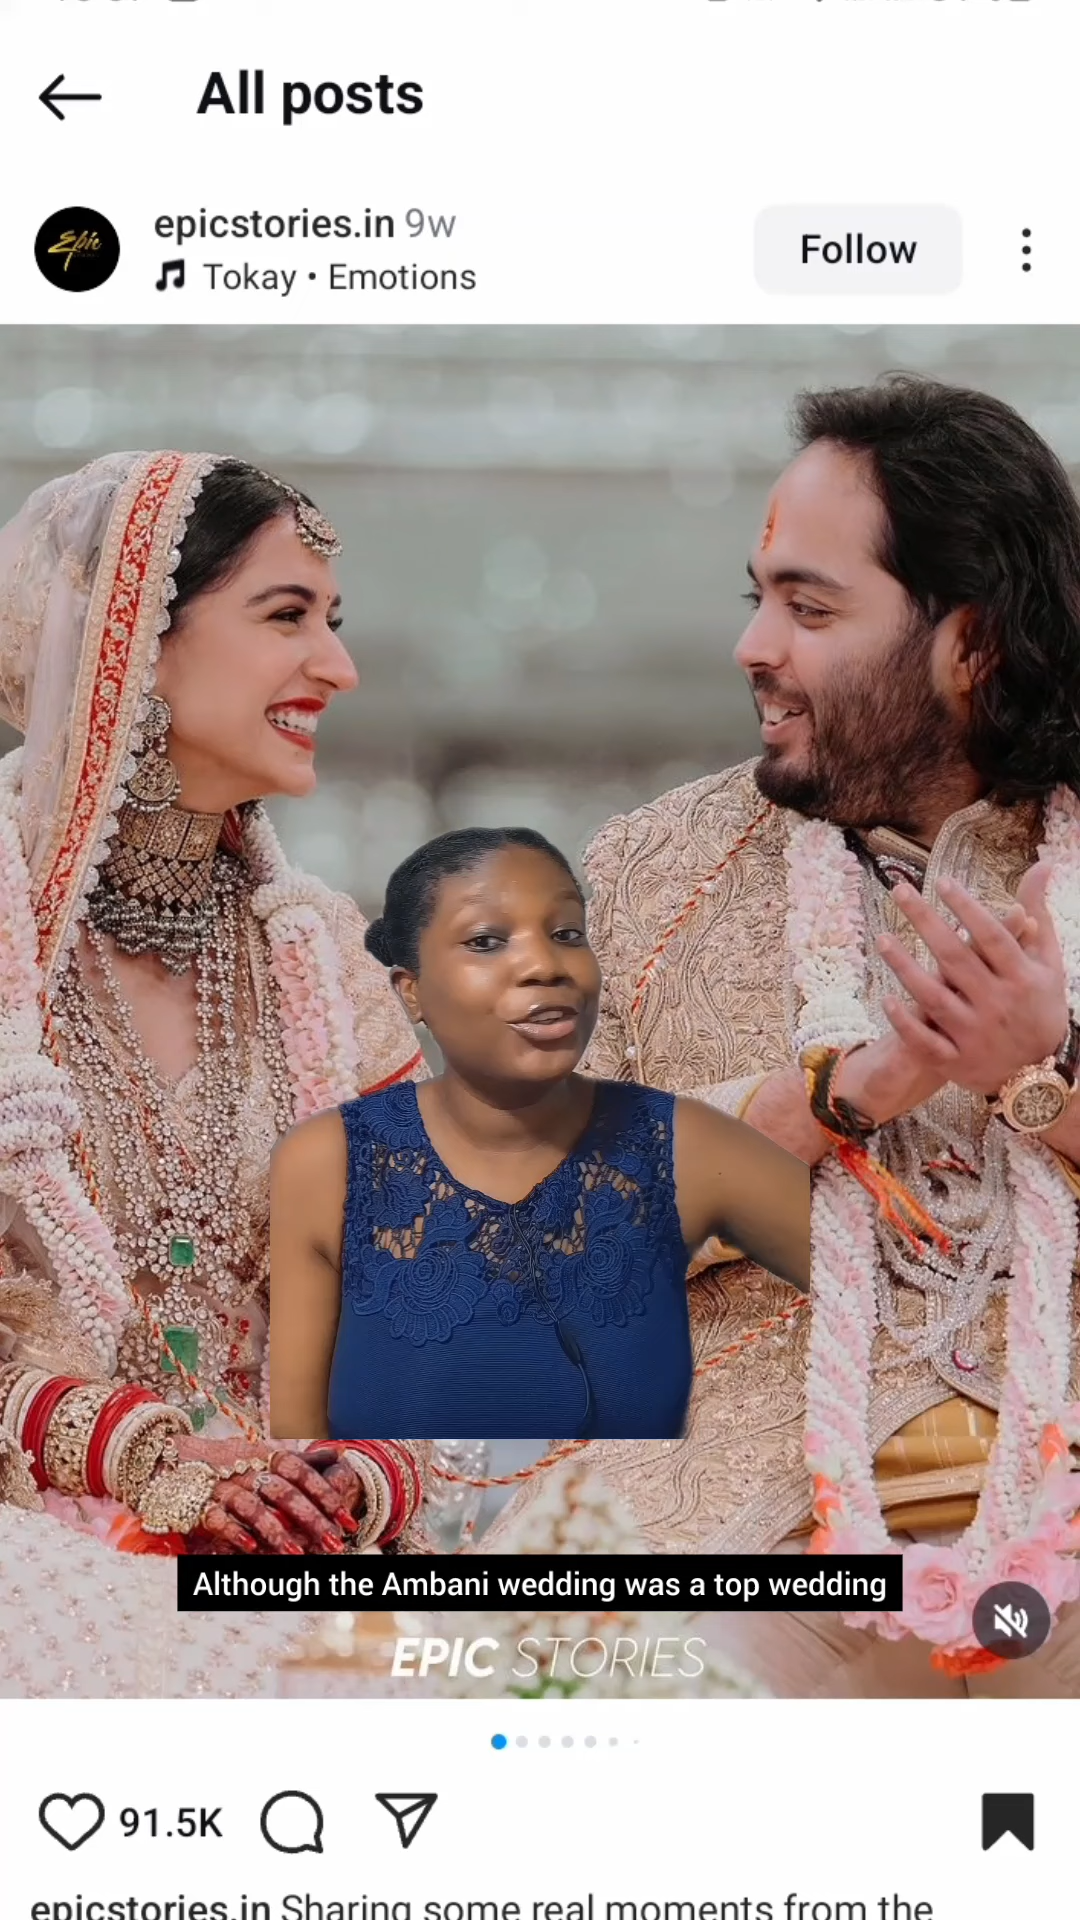 All posts
epicstories.in 9w
Tokay • Emotions
Follow
Epic
Although the Ambani wedding was a top wedding
EPIC STORIES
91.5K
epicstories.in Sharing some real moments from the